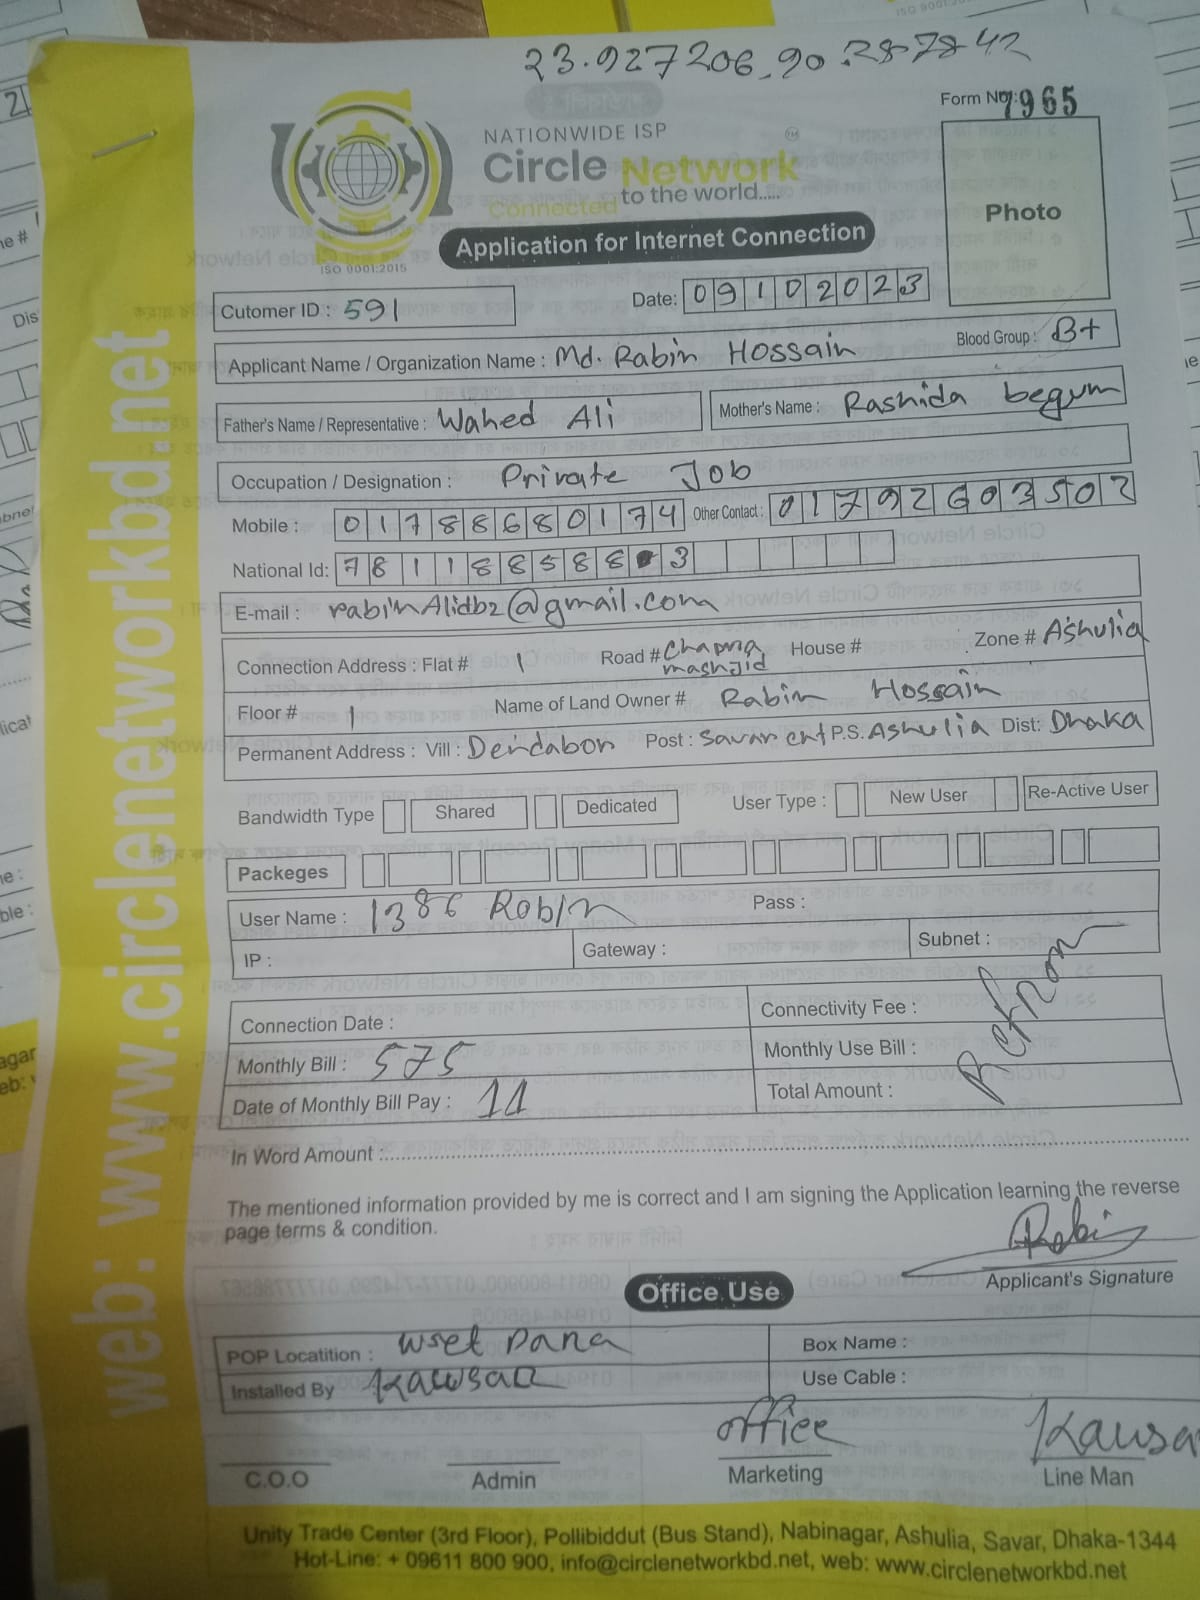 23.927206,90.287842
Form No: 7965
NATIONWIDE ISP
Circle Network
Connected to the world.....
ISO 9001:2015
Application for Internet Connection
Photo
Cutomer ID : 591
Date: 09102023
Applicant Name / Organization Name : Md. Rabin Hossain Blood Group : B+
Father's Name / Representative : Wahed Ali Mother's Name : Rashida begum
Occupation / Designation : Private Job
Mobile : 01788680174 Other Contact : 01792603502
National Id: 781188588 3
E-mail : rabinAlidb2@gmail.com
Connection Address : Flat # 1 Road # mashjid House # Zone # Ashulia
Floor # 1 Name of Land Owner # Rabin Hossain
Permanent Address : Vill : Dendabon Post : Savar cnt P.S. Ashulia Dist: Dhaka
Bandwidth Type Shared Dedicated User Type : New User Re-Active User
Packeges
User Name : 1386 Robin Pass :
IP : Gateway : Subnet :
Connection Date : Connectivity Fee :
Monthly Bill : 575 Monthly Use Bill :
Date of Monthly Bill Pay : 11 Total Amount :
In Word Amount :
The mentioned information provided by me is correct and I am signing the Application learning the reverse
page terms & condition.
Rabi
Applicant's Signature
Office Use
POP Locatition : wset Para Box Name :
Installed By Kawsar Use Cable :
office Kawsa
C.O.O Admin Marketing Line Man
Unity Trade Center (3rd Floor), Pollibiddut (Bus Stand), Nabinagar, Ashulia, Savar, Dhaka-1344
Hot-Line: + 09611 800 900, info@circlenetworkbd.net, web: www.circlenetworkbd.net
web: www.circlenetworkbd.net